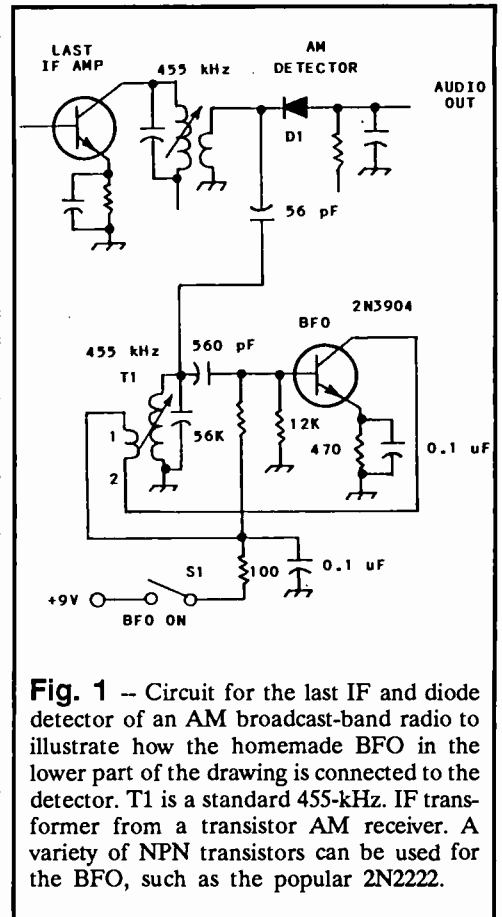 LAST
IF AMP
455 kHz
AM
DETECTOR
AUDIO
OUT
D1
56 pF
2N3904
BFO
455 kHz
T1
560 pF
1
2
56K
12K
470
0.1 uF
S1
100
0.1 uF
+9V
BFO ON
Fig. 1 -- Circuit for the last IF and diode
detector of an AM broadcast-band radio to
illustrate how the homemade BFO in the
lower part of the drawing is connected to the
detector. T1 is a standard 455-kHz. IF trans-
former from a transistor AM receiver. A
variety of NPN transistors can be used for
the BFO, such as the popular 2N2222.